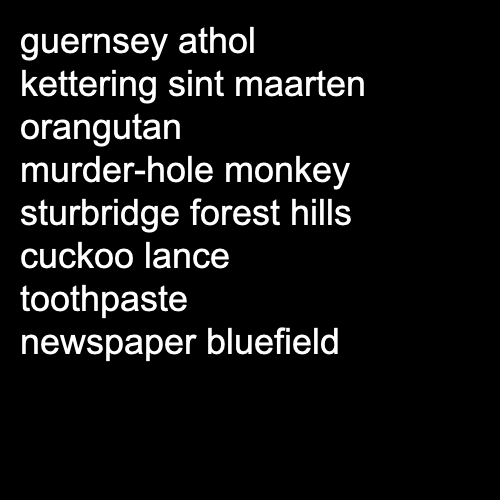 guernsey athol
kettering sint maarten
orangutan
murder-hole monkey
sturbridge forest hills
cuckoo lance
toothpaste
newspaper bluefield